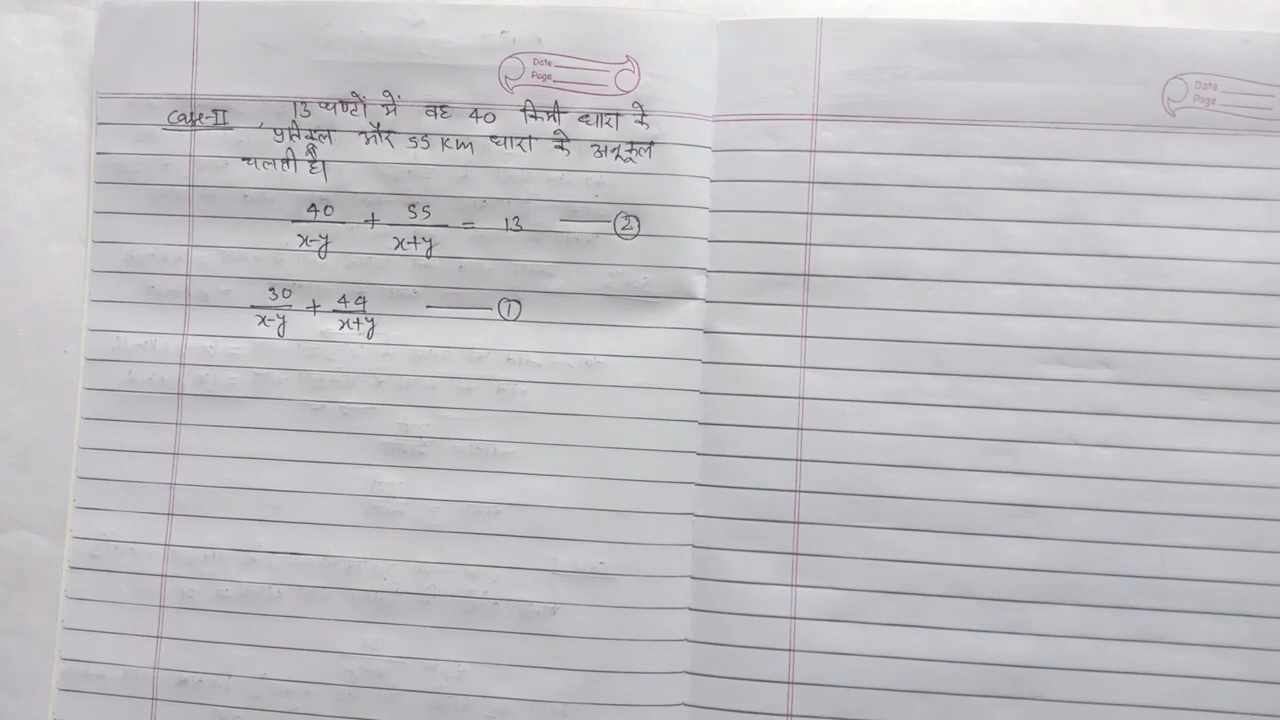 Date
Page
Date
Page
Case-II 13 घण्टों में वह 40 किमी धारा के
प्रतिकूल और 55 Km धारा के अनुकूल
चलती है।
40/x-y + 55/x+y = 13 —— ②
30/x-y + 44/x+y —— ①